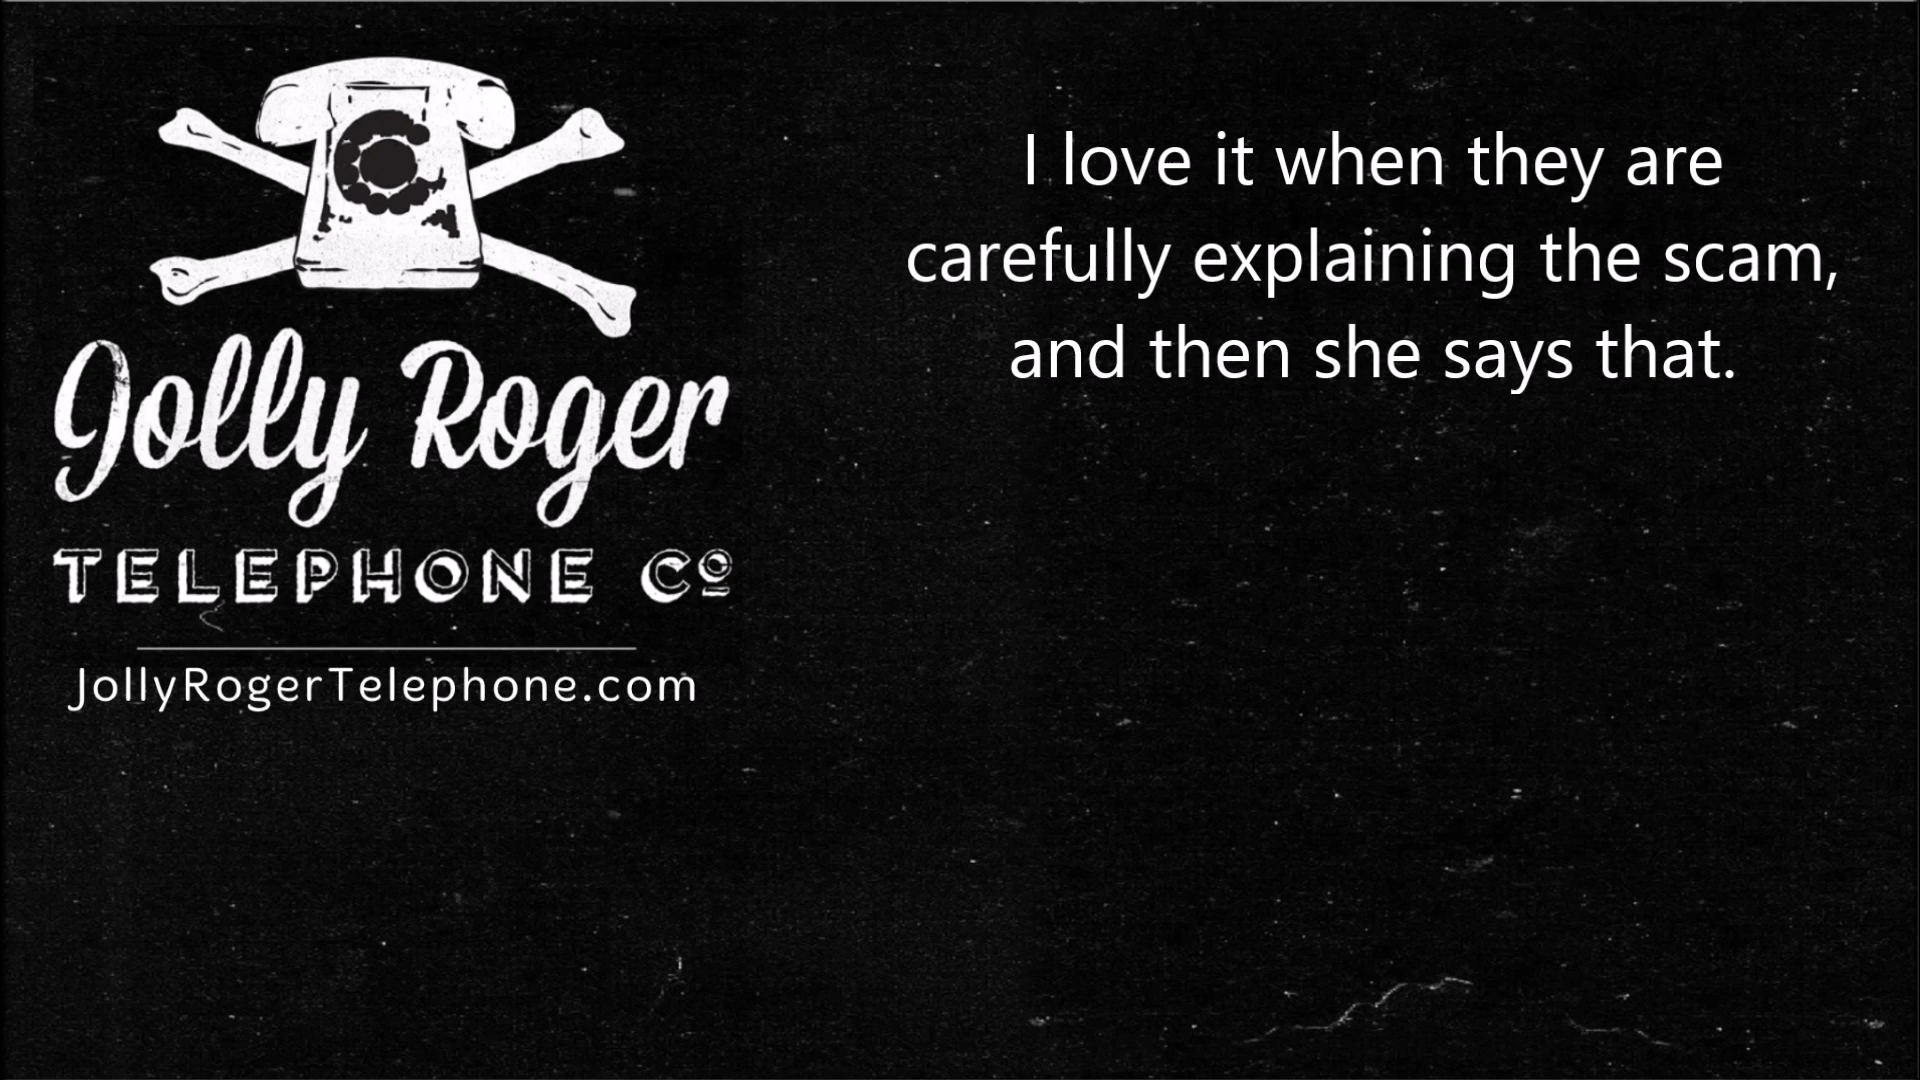 Jolly Roger
TELEPHONE Cº
JollyRogerTelephone.com
I love it when they are
carefully explaining the scam,
and then she says that.